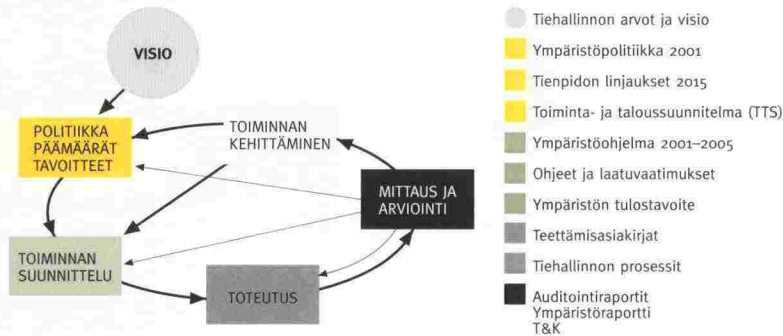 VISIO
POLITIIKKA
PÄÄMÄÄRÄT
TAVOITTEET
TOIMINNAN
KEHITTÄMINEN
MITTAUS JA
ARVIOINTI
TOIMINNAN
SUUNNITTELU
TOTEUTUS
Tiehallinnon arvot ja visio
Ympäristöpolitiikka 2001
Tienpidon linjaukset 2015
Toiminta- ja taloussuunnitelma (TTS)
Ympäristöohjelma 2001–2005
Ohjeet ja laatuvaatimukset
Ympäristön tulostavoite
Teettämisasiakirjat
Tiehallinnon prosessit
Auditointiraportit
Ympäristöraportti
T&K